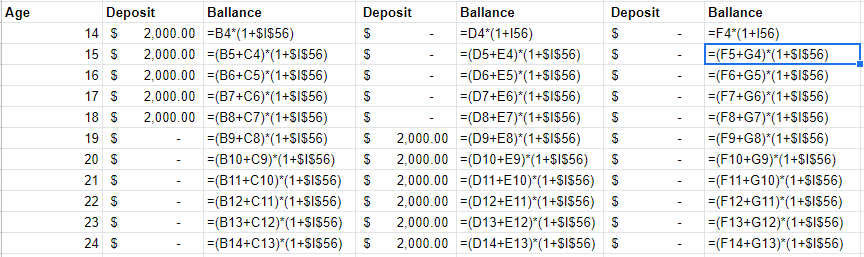 Age Deposit Ballance Deposit Ballance Deposit Ballance
14 $ 2,000.00 =B4*(1+$I$56) $ - =D4*(1+$I$56) $ - =F4*(1+I56)
15 $ 2,000.00 =(B5+C4)*(1+$I$56) $ - =(D5+E4)*(1+$I$56) $ - =(F5+G4)*(1+$I$56)
16 $ 2,000.00 =(B6+C5)*(1+$I$56) $ - =(D6+E5)*(1+$I$56) $ - =(F6+G5)*(1+$I$56)
17 $ 2,000.00 =(B7+C6)*(1+$I$56) $ - =(D7+E6)*(1+$I$56) $ - =(F7+G6)*(1+$I$56)
18 $ 2,000.00 =(B8+C7)*(1+$I$56) $ - =(D8+E7)*(1+$I$56) $ - =(F8+G7)*(1+$I$56)
19 $ - =(B9+C8)*(1+$I$56) $ 2,000.00 =(D9+E8)*(1+$I$56) $ - =(F9+G8)*(1+$I$56)
20 $ - =(B10+C9)*(1+$I$56) $ 2,000.00 =(D10+E9)*(1+$I$56) $ - =(F10+G9)*(1+$I$56)
21 $ - =(B11+C10)*(1+$I$56) $ 2,000.00 =(D11+E10)*(1+$I$56) $ - =(F11+G10)*(1+$I$56)
22 $ - =(B12+C11)*(1+$I$56) $ 2,000.00 =(D12+E11)*(1+$I$56) $ - =(F12+G11)*(1+$I$56)
23 $ - =(B13+C12)*(1+$I$56) $ 2,000.00 =(D13+E12)*(1+$I$56) $ - =(F13+G12)*(1+$I$56)
24 $ - =(B14+C13)*(1+$I$56) $ 2,000.00 =(D14+E13)*(1+$I$56) $ - =(F14+G13)*(1+$I$56)